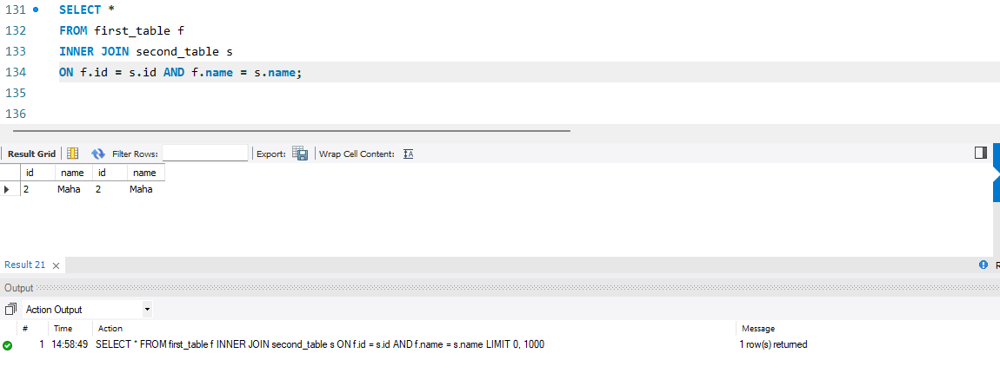 131 SELECT *
132 FROM first_table f
133 INNER JOIN second_table s
134 ON f.id = s.id AND f.name = s.name;
135
136
Result Grid Filter Rows: Export: Wrap Cell Content:
id name id name
2 Maha 2 Maha
Result 21
Output
Action Output
# Time Action Message
1 14:58:49 SELECT * FROM first_table f INNER JOIN second_table s ON f.id = s.id AND f.name = s.name LIMIT 0, 1000 1 row(s) returned